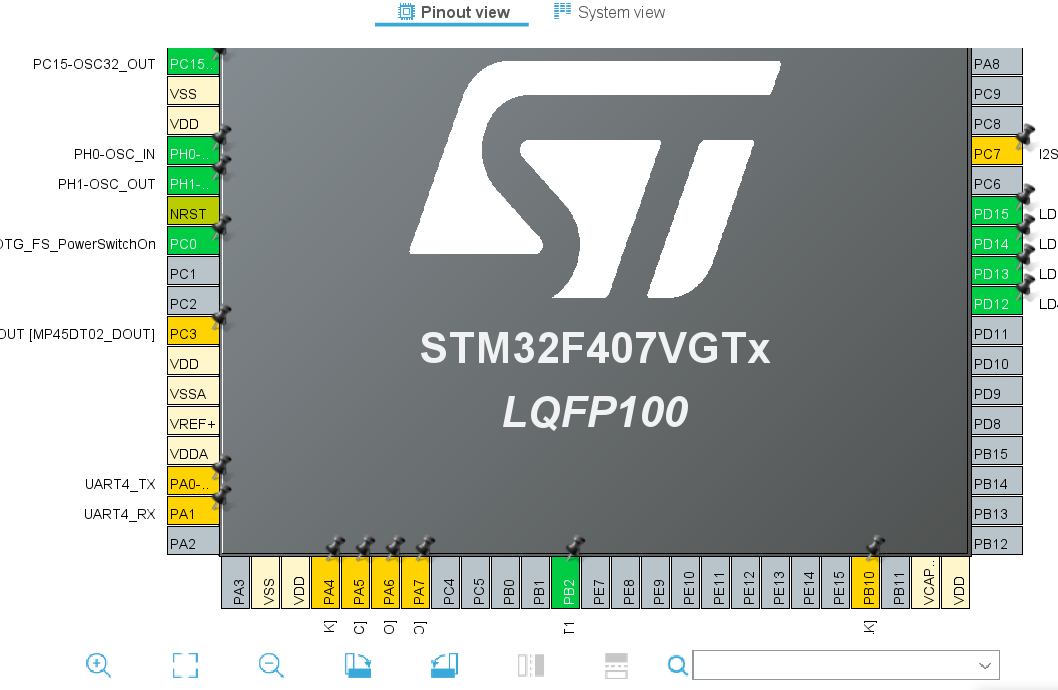 Pinout view
System view
PC15-OSC32_OUT
PC15..
PA8
VSS
PC9
VDD
PC8
PH0-OSC_IN
PH0-..
PC7
I2S
PH1-OSC_OUT
PH1-..
PC6
NRST
PD15
LD
OTG_FS_PowerSwitchOn
PC0
PD14
LD
PC1
PD13
LD
PC2
PD12
LD
OUT [MP45DT02_DOUT]
PC3
PD11
VDD
PD10
VSSA
PD9
VREF+
PD8
VDDA
PB15
UART4_TX
PA0-..
PB14
UART4_RX
PA1
PB13
PA2
PB12
ST
STM32F407VGTx
LQFP100
PA3
VSS
VDD
PA4
PA5
PA6
PA7
PC4
PC5
PB0
PB1
PB2
PE7
PE8
PE9
PE10
PE11
PE12
PE13
PE14
PE15
PB10
PB11
VCAP..
VDD
K]
C]
O]
C]
T1
K]